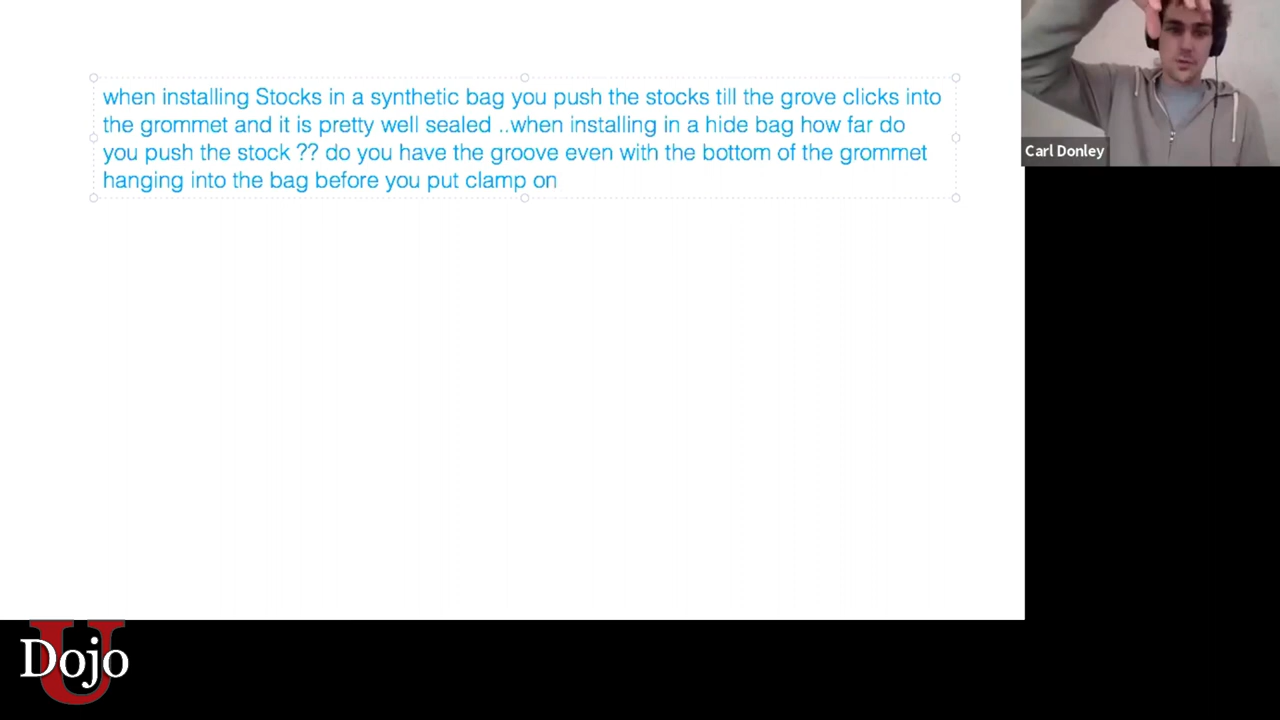 when installing Stocks in a synthetic bag you push the stocks till the grove clicks into
the grommet and it is pretty well sealed ..when installing in a hide bag how far do
you push the stock ?? do you have the groove even with the bottom of the grommet
hanging into the bag before you put clamp on
Carl Donley
U
Dojo